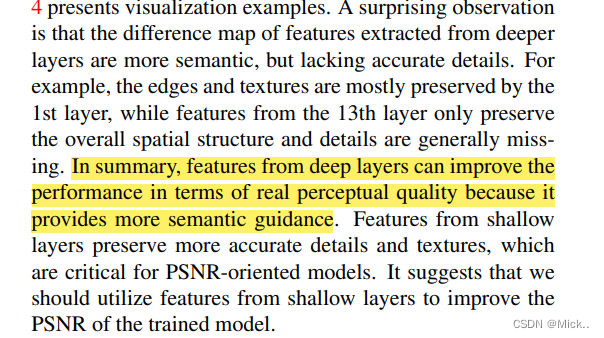 4 presents visualization examples. A surprising observation
is that the difference map of features extracted from deeper
layers are more semantic, but lacking accurate details. For
example, the edges and textures are mostly preserved by the
1st layer, while features from the 13th layer only preserve
the overall spatial structure and details are generally miss-
ing. In summary, features from deep layers can improve the
performance in terms of real perceptual quality because it
provides more semantic guidance. Features from shallow
layers preserve more accurate details and textures, which
are critical for PSNR-oriented models. It suggests that we
should utilize features from shallow layers to improve the
PSNR of the trained model.
CSDN @Mick..